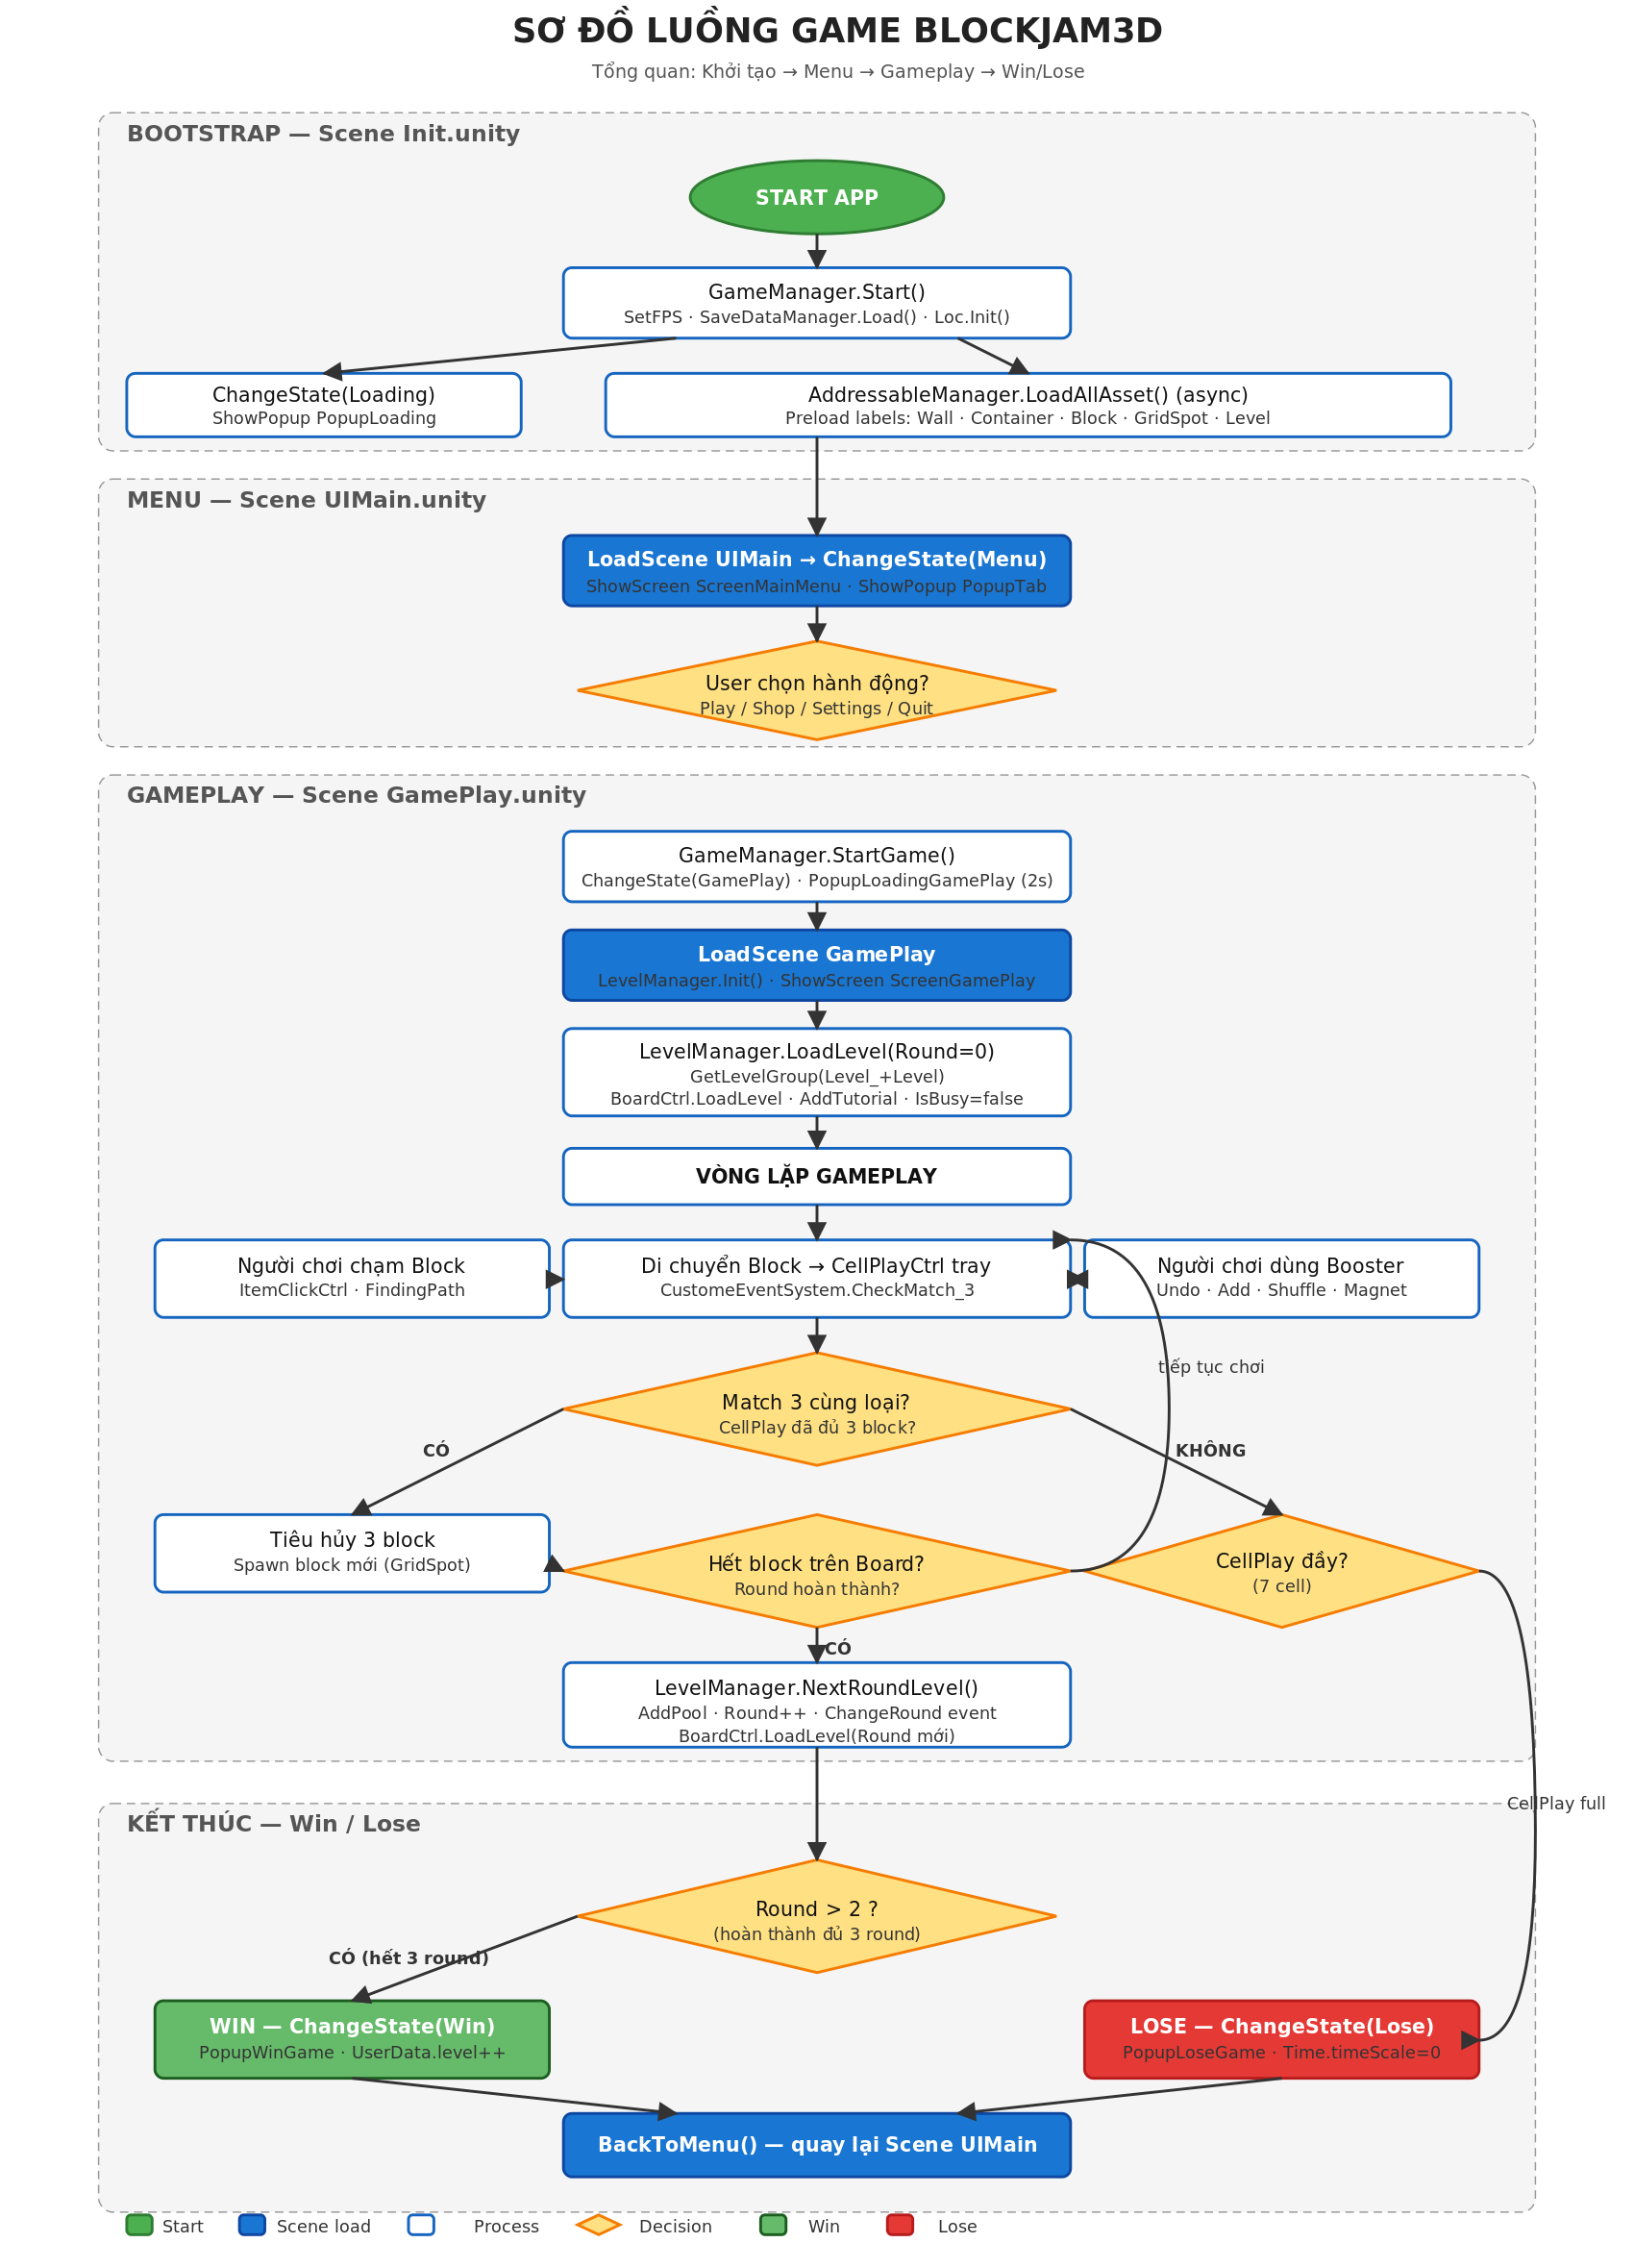 SƠ ĐỒ LUỒNG GAME BLOCKJAM3D
Tổng quan: Khởi tạo → Menu → Gameplay → Win/Lose
BOOTSTRAP — Scene Init.unity
START APP
GameManager.Start()
SetFPS · SaveDataManager.Load() · Loc.Init()
ChangeState(Loading)
ShowPopup PopupLoading
AddressableManager.LoadAllAsset() (async)
Preload labels: Wall · Container · Block · GridSpot · Level
MENU — Scene UIMain.unity
LoadScene UIMain → ChangeState(Menu)
ShowScreen ScreenMainMenu · ShowPopup PopupTab
User chọn hành động?
Play / Shop / Settings / Quit
GAMEPLAY — Scene GamePlay.unity
GameManager.StartGame()
ChangeState(GamePlay) · PopupLoadingGamePlay (2s)
LoadScene GamePlay
LevelManager.Init() · ShowScreen ScreenGamePlay
LevelManager.LoadLevel(Round=0)
GetLevelGroup(Level_+Level)
BoardCtrl.LoadLevel · AddTutorial · IsBusy=false
VÒNG LẶP GAMEPLAY
Người chơi chạm Block
ItemClickCtrl · FindingPath
Di chuyển Block → CellPlayCtrl tray
CustomeEventSystem.CheckMatch_3
Người chơi dùng Booster
Undo · Add · Shuffle · Magnet
tiếp tục chơi
Match 3 cùng loại?
CellPlay đã đủ 3 block?
CÓ
KHÔNG
Tiêu hủy 3 block
Spawn block mới (GridSpot)
Hết block trên Board?
Round hoàn thành?
CellPlay đầy?
(7 cell)
CÓ
LevelManager.NextRoundLevel()
AddPool · Round++ · ChangeRound event
BoardCtrl.LoadLevel(Round mới)
CellPlay full
KẾT THÚC — Win / Lose
Round > 2 ?
(hoàn thành đủ 3 round)
CÓ (hết 3 round)
WIN — ChangeState(Win)
PopupWinGame · UserData.level++
LOSE — ChangeState(Lose)
PopupLoseGame · Time.timeScale=0
BackToMenu() — quay lại Scene UIMain
Start
Scene load
Process
Decision
Win
Lose